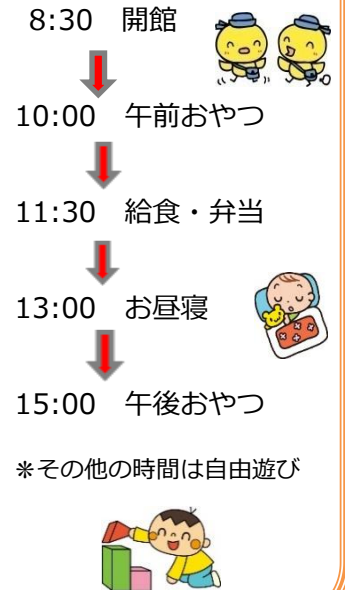 8:30　開館
10:00　午前おやつ
11:30　給食・弁当
13:00　お昼寝
15:00　午後おやつ
＊その他の時間は自由遊び